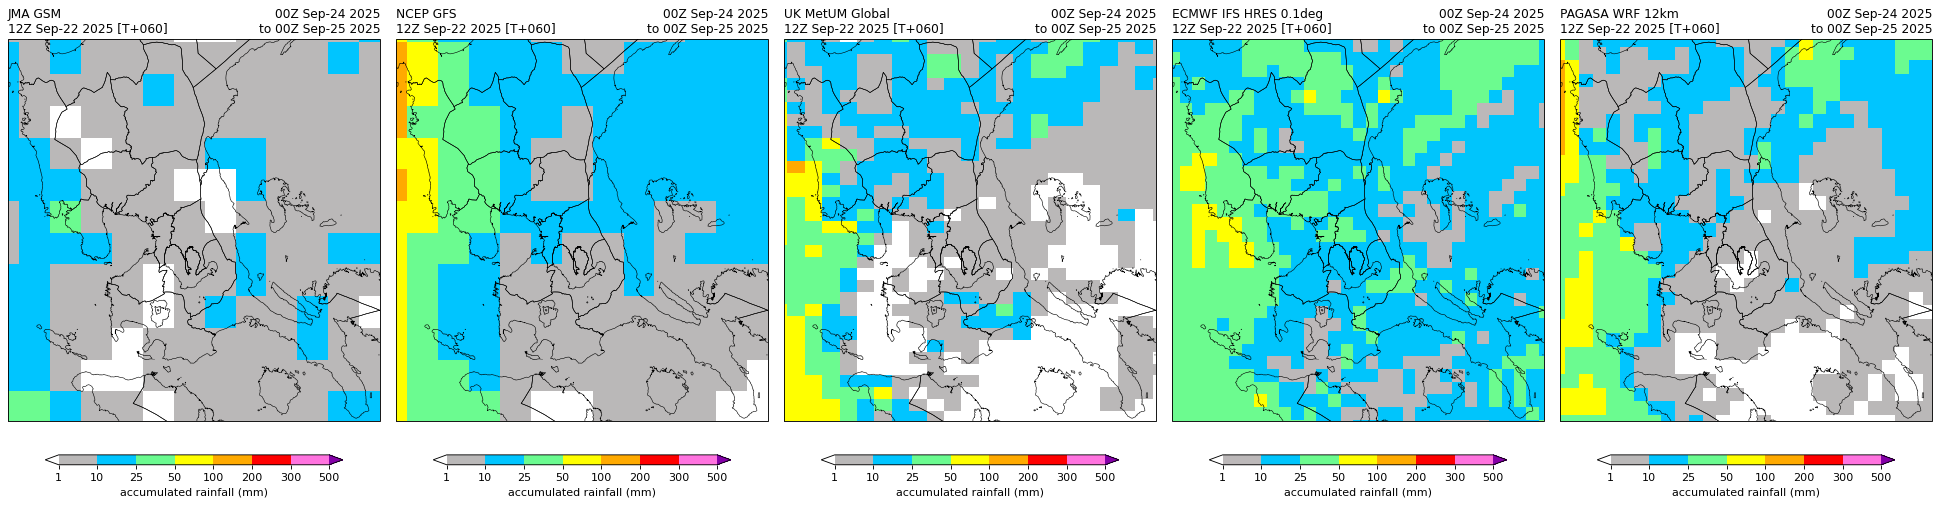 JMA GSM 00Z Sep-24 2025
12Z Sep-22 2025 [T+060] to 00Z Sep-25 2025
1 10 25 50 100 200 300 500
accumulated rainfall (mm)
NCEP GFS 00Z Sep-24 2025
12Z Sep-22 2025 [T+060] to 00Z Sep-25 2025
1 10 25 50 100 200 300 500
accumulated rainfall (mm)
UK MetUM Global 00Z Sep-24 2025
12Z Sep-22 2025 [T+060] to 00Z Sep-25 2025
1 10 25 50 100 200 300 500
accumulated rainfall (mm)
ECMWF IFS HRES 0.1deg 00Z Sep-24 2025
12Z Sep-22 2025 [T+060] to 00Z Sep-25 2025
1 10 25 50 100 200 300 500
accumulated rainfall (mm)
PAGASA WRF 12km 00Z Sep-24 2025
12Z Sep-22 2025 [T+060] to 00Z Sep-25 2025
1 10 25 50 100 200 300 500
accumulated rainfall (mm)